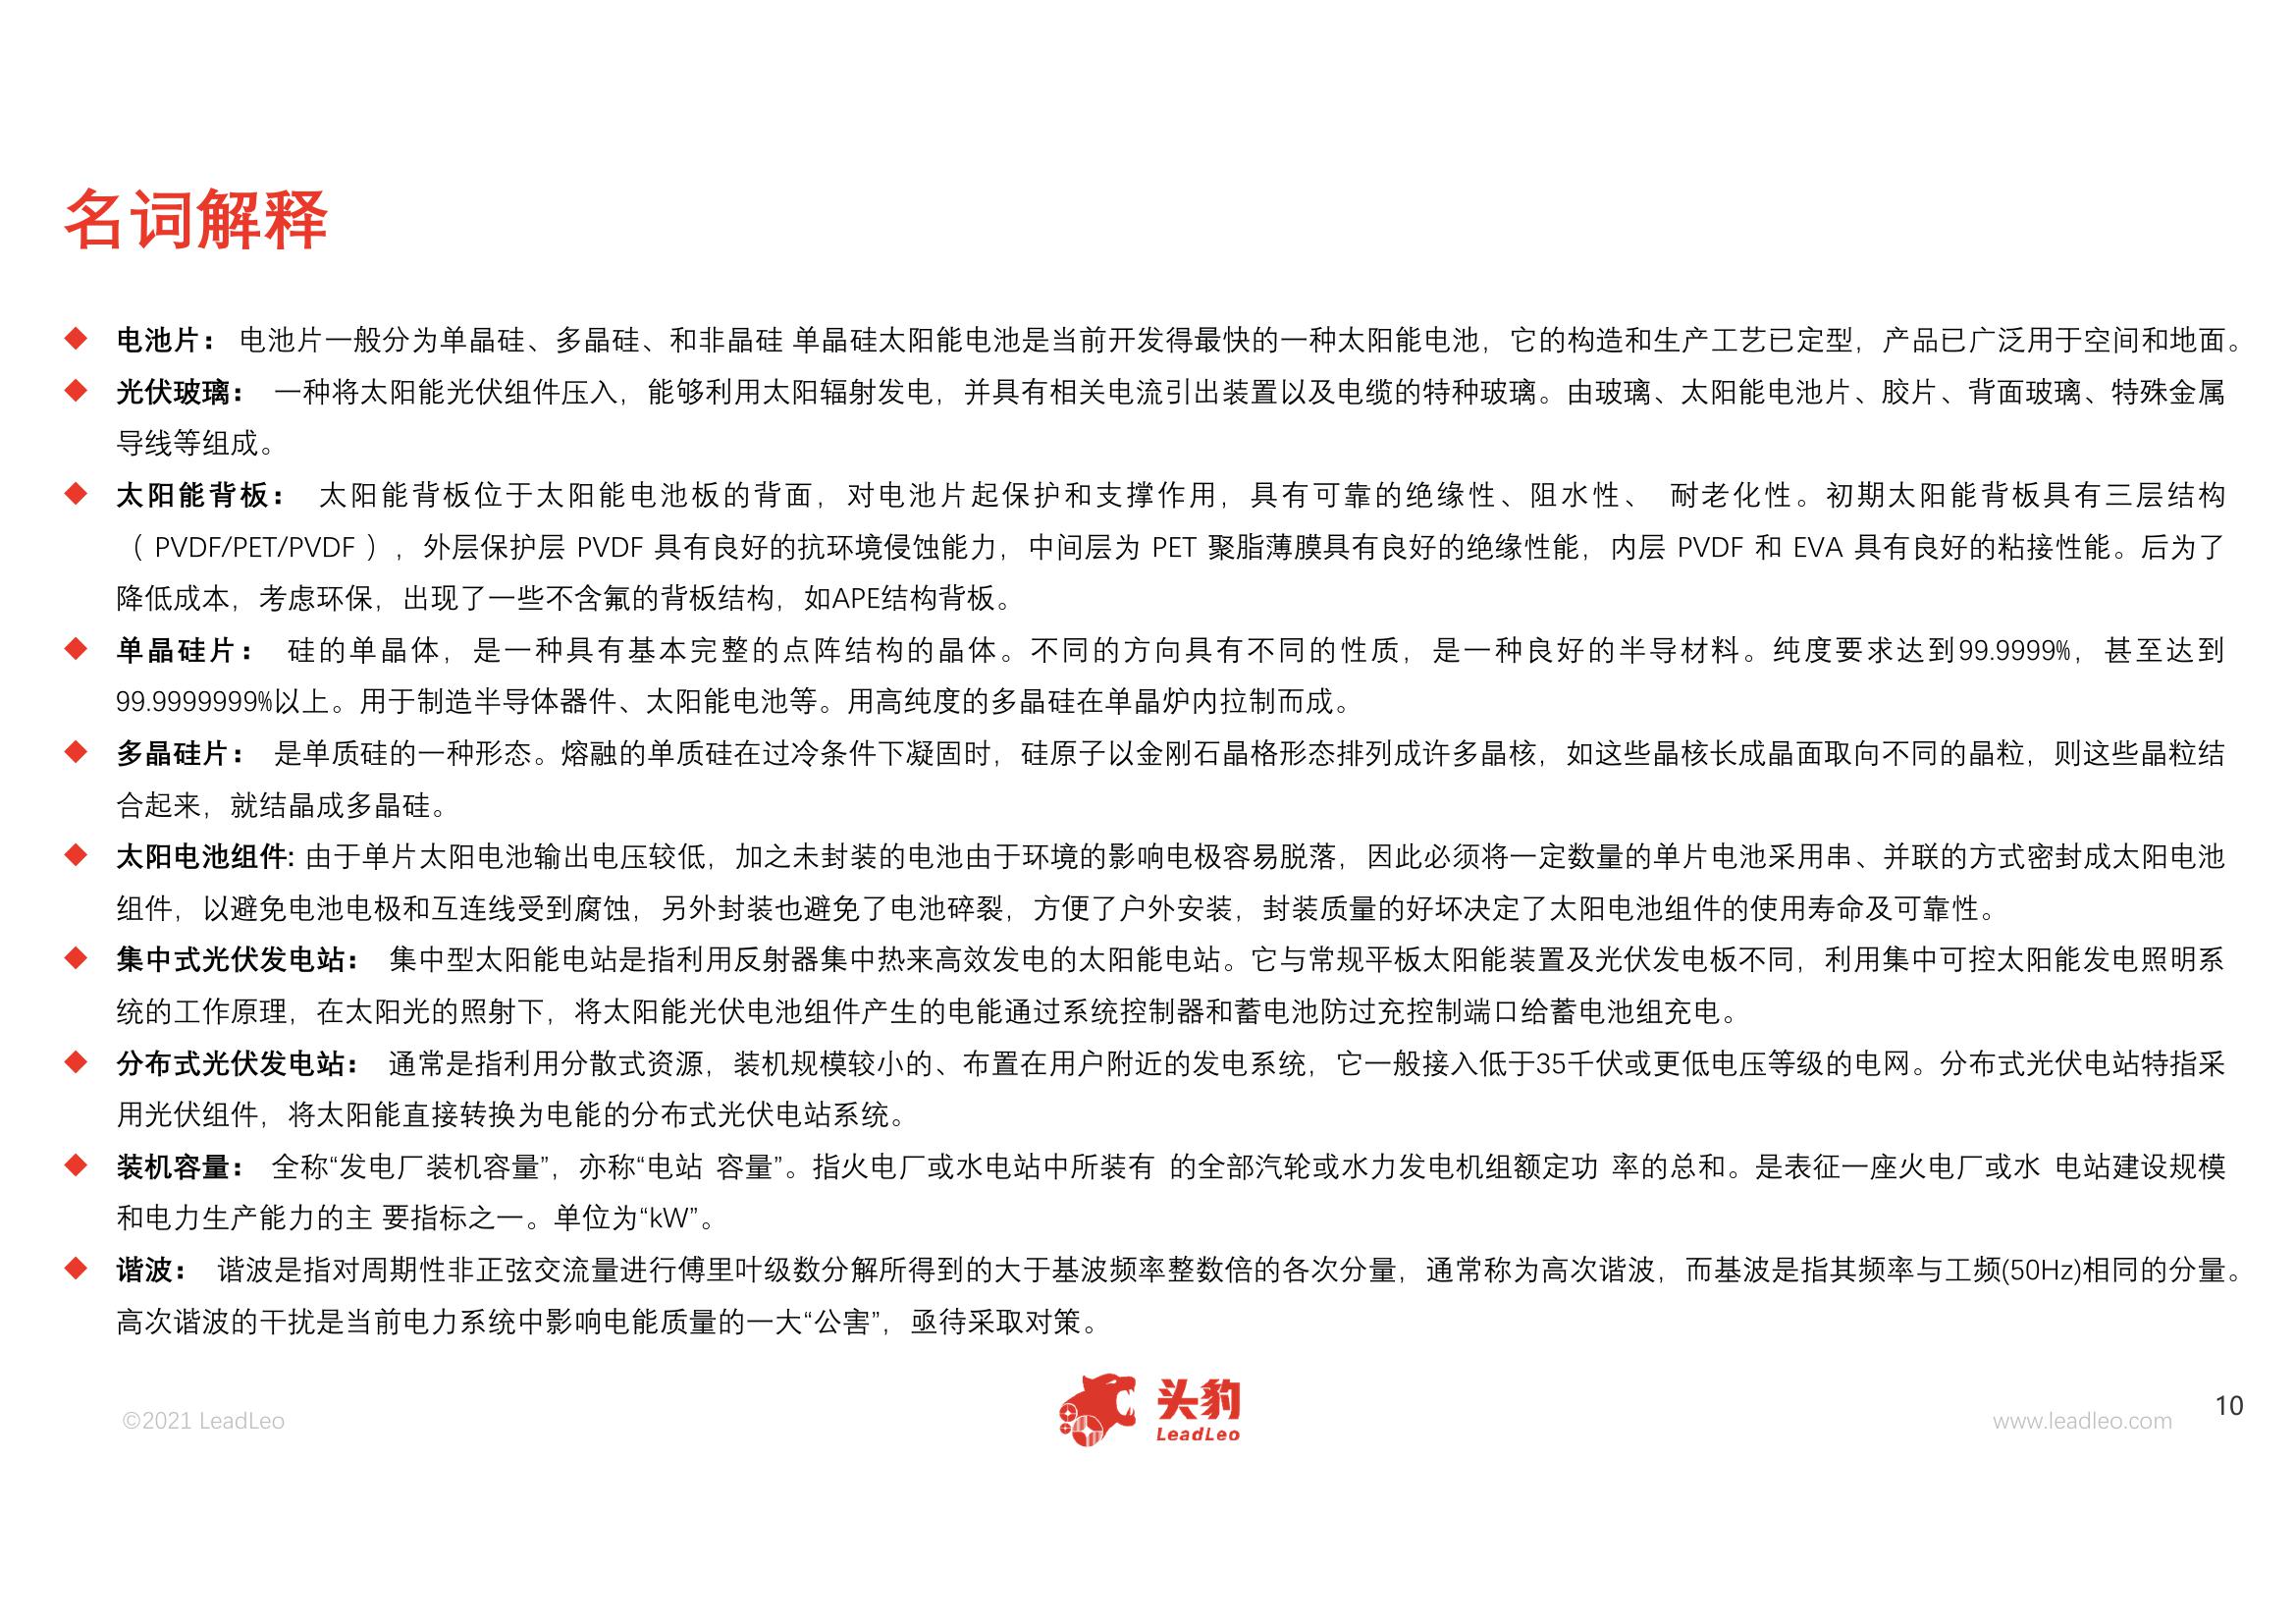 名词解释
◆ 电池片： 电池片一般分为单晶硅、多晶硅、和非晶硅 单晶硅太阳能电池是当前开发得最快的一种太阳能电池，它的构造和生产工艺已定型，产品已广泛用于空间和地面。
◆ 光伏玻璃： 一种将太阳能光伏组件压入，能够利用太阳辐射发电，并具有相关电流引出装置以及电缆的特种玻璃。由玻璃、太阳能电池片、胶片、背面玻璃、特殊金属
导线等组成。
◆ 太阳能背板： 太阳能背板位于太阳能电池板的背面，对电池片起保护和支撑作用，具有可靠的绝缘性、阻水性、 耐老化性。初期太阳能背板具有三层结构
（ PVDF/PET/PVDF ），外层保护层 PVDF 具有良好的抗环境侵蚀能力，中间层为 PET 聚脂薄膜具有良好的绝缘性能，内层 PVDF 和 EVA 具有良好的粘接性能。后为了
降低成本，考虑环保，出现了一些不含氟的背板结构，如APE结构背板。
◆ 单晶硅片： 硅的单晶体，是一种具有基本完整的点阵结构的晶体。不同的方向具有不同的性质，是一种良好的半导材料。纯度要求达到99.9999%，甚至达到
99.9999999%以上。用于制造半导体器件、太阳能电池等。用高纯度的多晶硅在单晶炉内拉制而成。
◆ 多晶硅片： 是单质硅的一种形态。熔融的单质硅在过冷条件下凝固时，硅原子以金刚石晶格形态排列成许多晶核，如这些晶核长成晶面取向不同的晶粒，则这些晶粒结
合起来，就结晶成多晶硅。
◆ 太阳电池组件: 由于单片太阳电池输出电压较低，加之未封装的电池由于环境的影响电极容易脱落，因此必须将一定数量的单片电池采用串、并联的方式密封成太阳电池
组件，以避免电池电极和互连线受到腐蚀，另外封装也避免了电池碎裂，方便了户外安装，封装质量的好坏决定了太阳电池组件的使用寿命及可靠性。
◆ 集中式光伏发电站： 集中型太阳能电站是指利用反射器集中热来高效发电的太阳能电站。它与常规平板太阳能装置及光伏发电板不同，利用集中可控太阳能发电照明系
统的工作原理，在太阳光的照射下，将太阳能光伏电池组件产生的电能通过系统控制器和蓄电池防过充控制端口给蓄电池组充电。
◆ 分布式光伏发电站： 通常是指利用分散式资源，装机规模较小的、布置在用户附近的发电系统，它一般接入低于35千伏或更低电压等级的电网。分布式光伏电站特指采
用光伏组件，将太阳能直接转换为电能的分布式光伏电站系统。
◆ 装机容量： 全称“发电厂装机容量”，亦称“电站 容量”。指火电厂或水电站中所装有 的全部汽轮或水力发电机组额定功 率的总和。是表征一座火电厂或水 电站建设规模
和电力生产能力的主 要指标之一。单位为“kW”。
◆ 谐波： 谐波是指对周期性非正弦交流量进行傅里叶级数分解所得到的大于基波频率整数倍的各次分量，通常称为高次谐波，而基波是指其频率与工频(50Hz)相同的分量。
高次谐波的干扰是当前电力系统中影响电能质量的一大“公害”，亟待采取对策。
©2021 LeadLeo
头豹
LeadLeo
www.leadleo.com
10